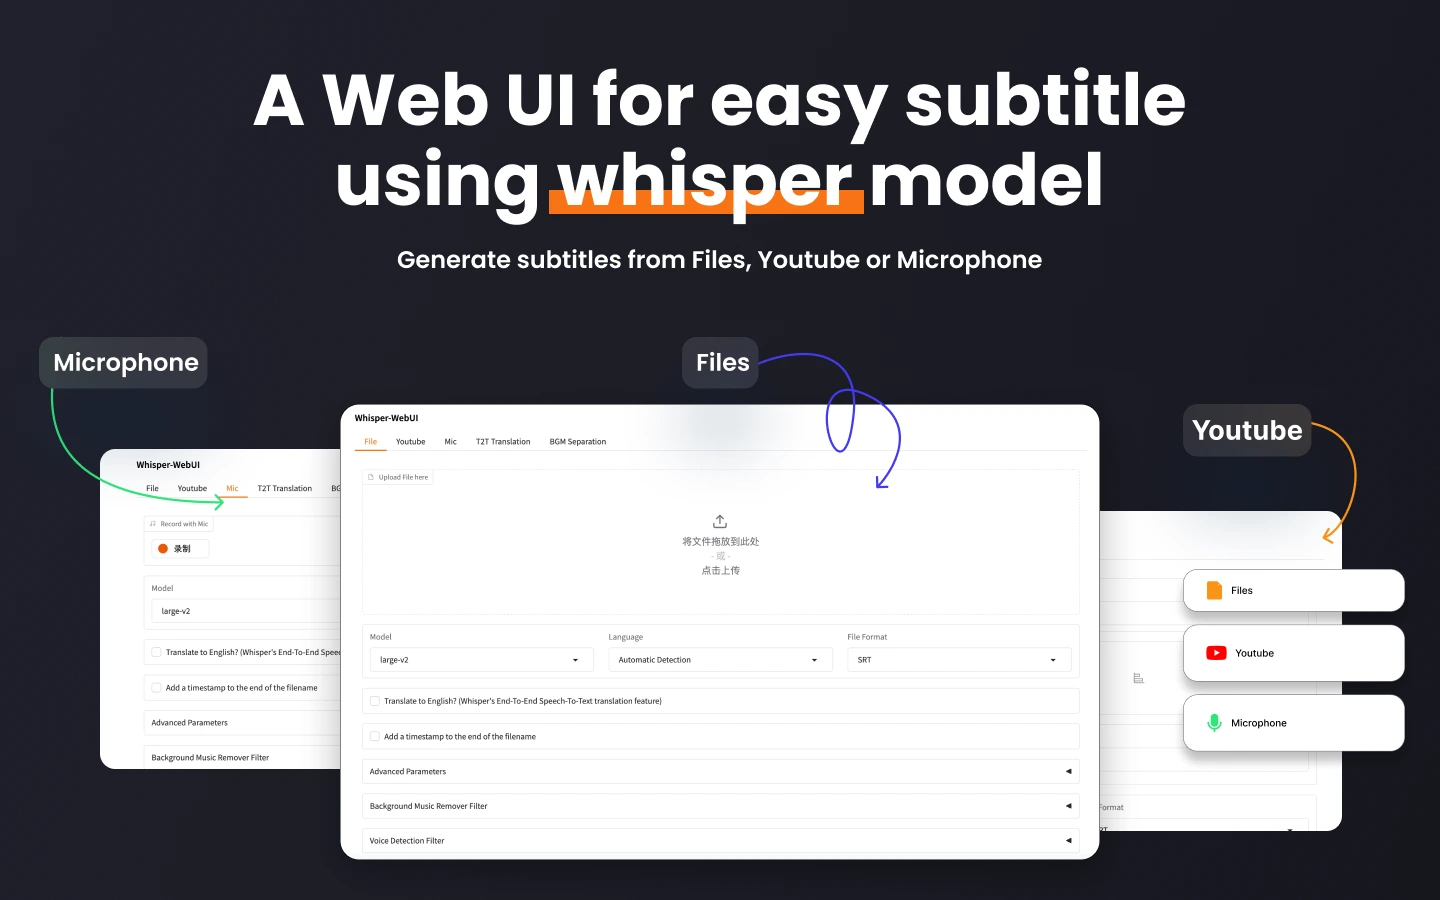 A Web UI for easy subtitle
using whisper model
Generate subtitles from Files, Youtube or Microphone
Microphone
Files
Youtube
Whisper-WebUI
File Youtube Mic T2T Translation BG
Record with Mic
录制
Model
large-v2
Translate to English? (Whisper's End-To-End Spee
Add a timestamp to the end of the filename
Advanced Parameters
Background Music Remover Filter
Whisper-WebUI
File Youtube Mic T2T Translation BGM Separation
Upload File here
将文件拖放到此处
- 或 -
点击上传
Model Language File Format
large-v2 Automatic Detection SRT
Translate to English? (Whisper's End-To-End Speech-To-Text translation feature)
Add a timestamp to the end of the filename
Advanced Parameters
Background Music Remover Filter
Voice Detection Filter
Files
Youtube
Microphone
Format